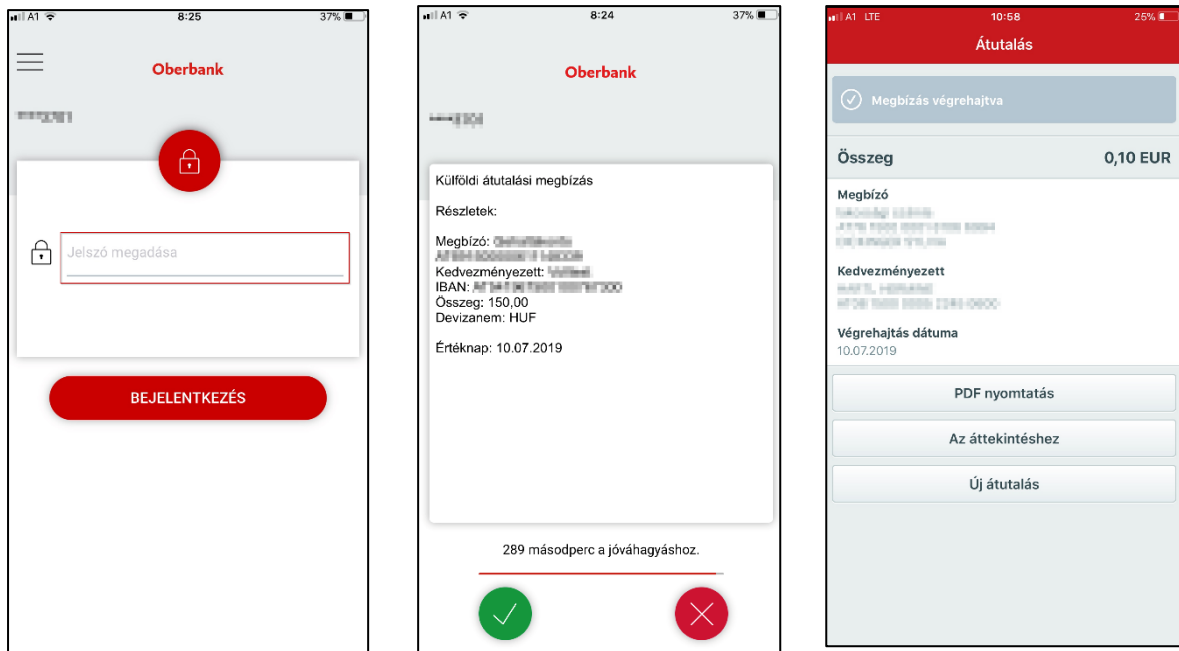 A1 8:25 37%
Oberbank
Jelszó megadása
BEJELENTKEZÉS
A1 8:24 37%
Oberbank
Külföldi átutalási megbízás
Részletek:
Megbízó:
Kedvezményezett:
IBAN:
Összeg: 150,00
Devizanem: HUF
Értéknap: 10.07.2019
289 másodperc a jóváhagyáshoz.
A1 LTE 10:58 25%
Átutalás
Megbízás végrehajtva
Összeg 0,10 EUR
Megbízó
Kedvezményezett
Végrehajtás dátuma
10.07.2019
PDF nyomtatás
Az áttekintéshez
Új átutalás